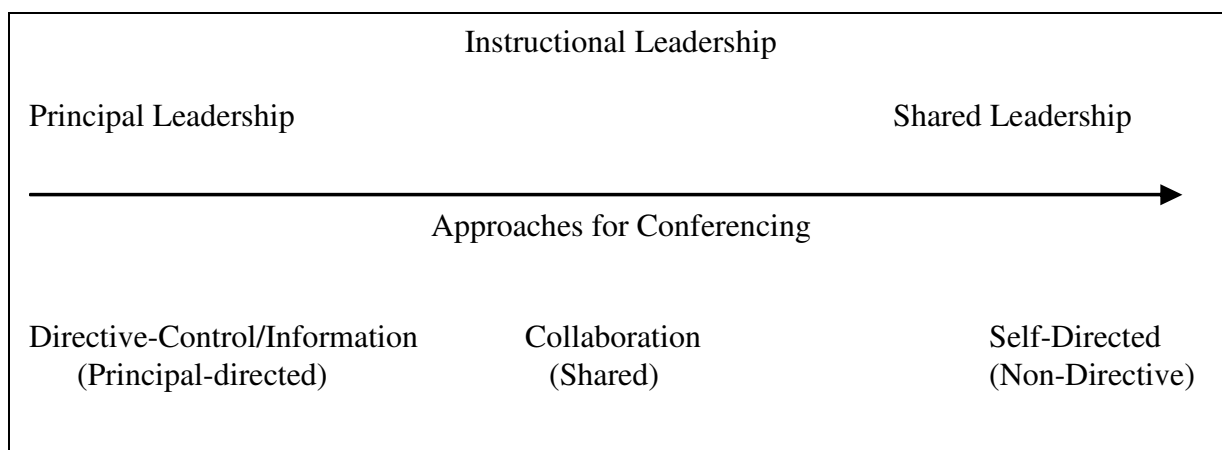 Instructional Leadership
Principal Leadership Shared Leadership
Approaches for Conferencing
Directive-Control/Information Collaboration Self-Directed
(Principal-directed) (Shared) (Non-Directive)